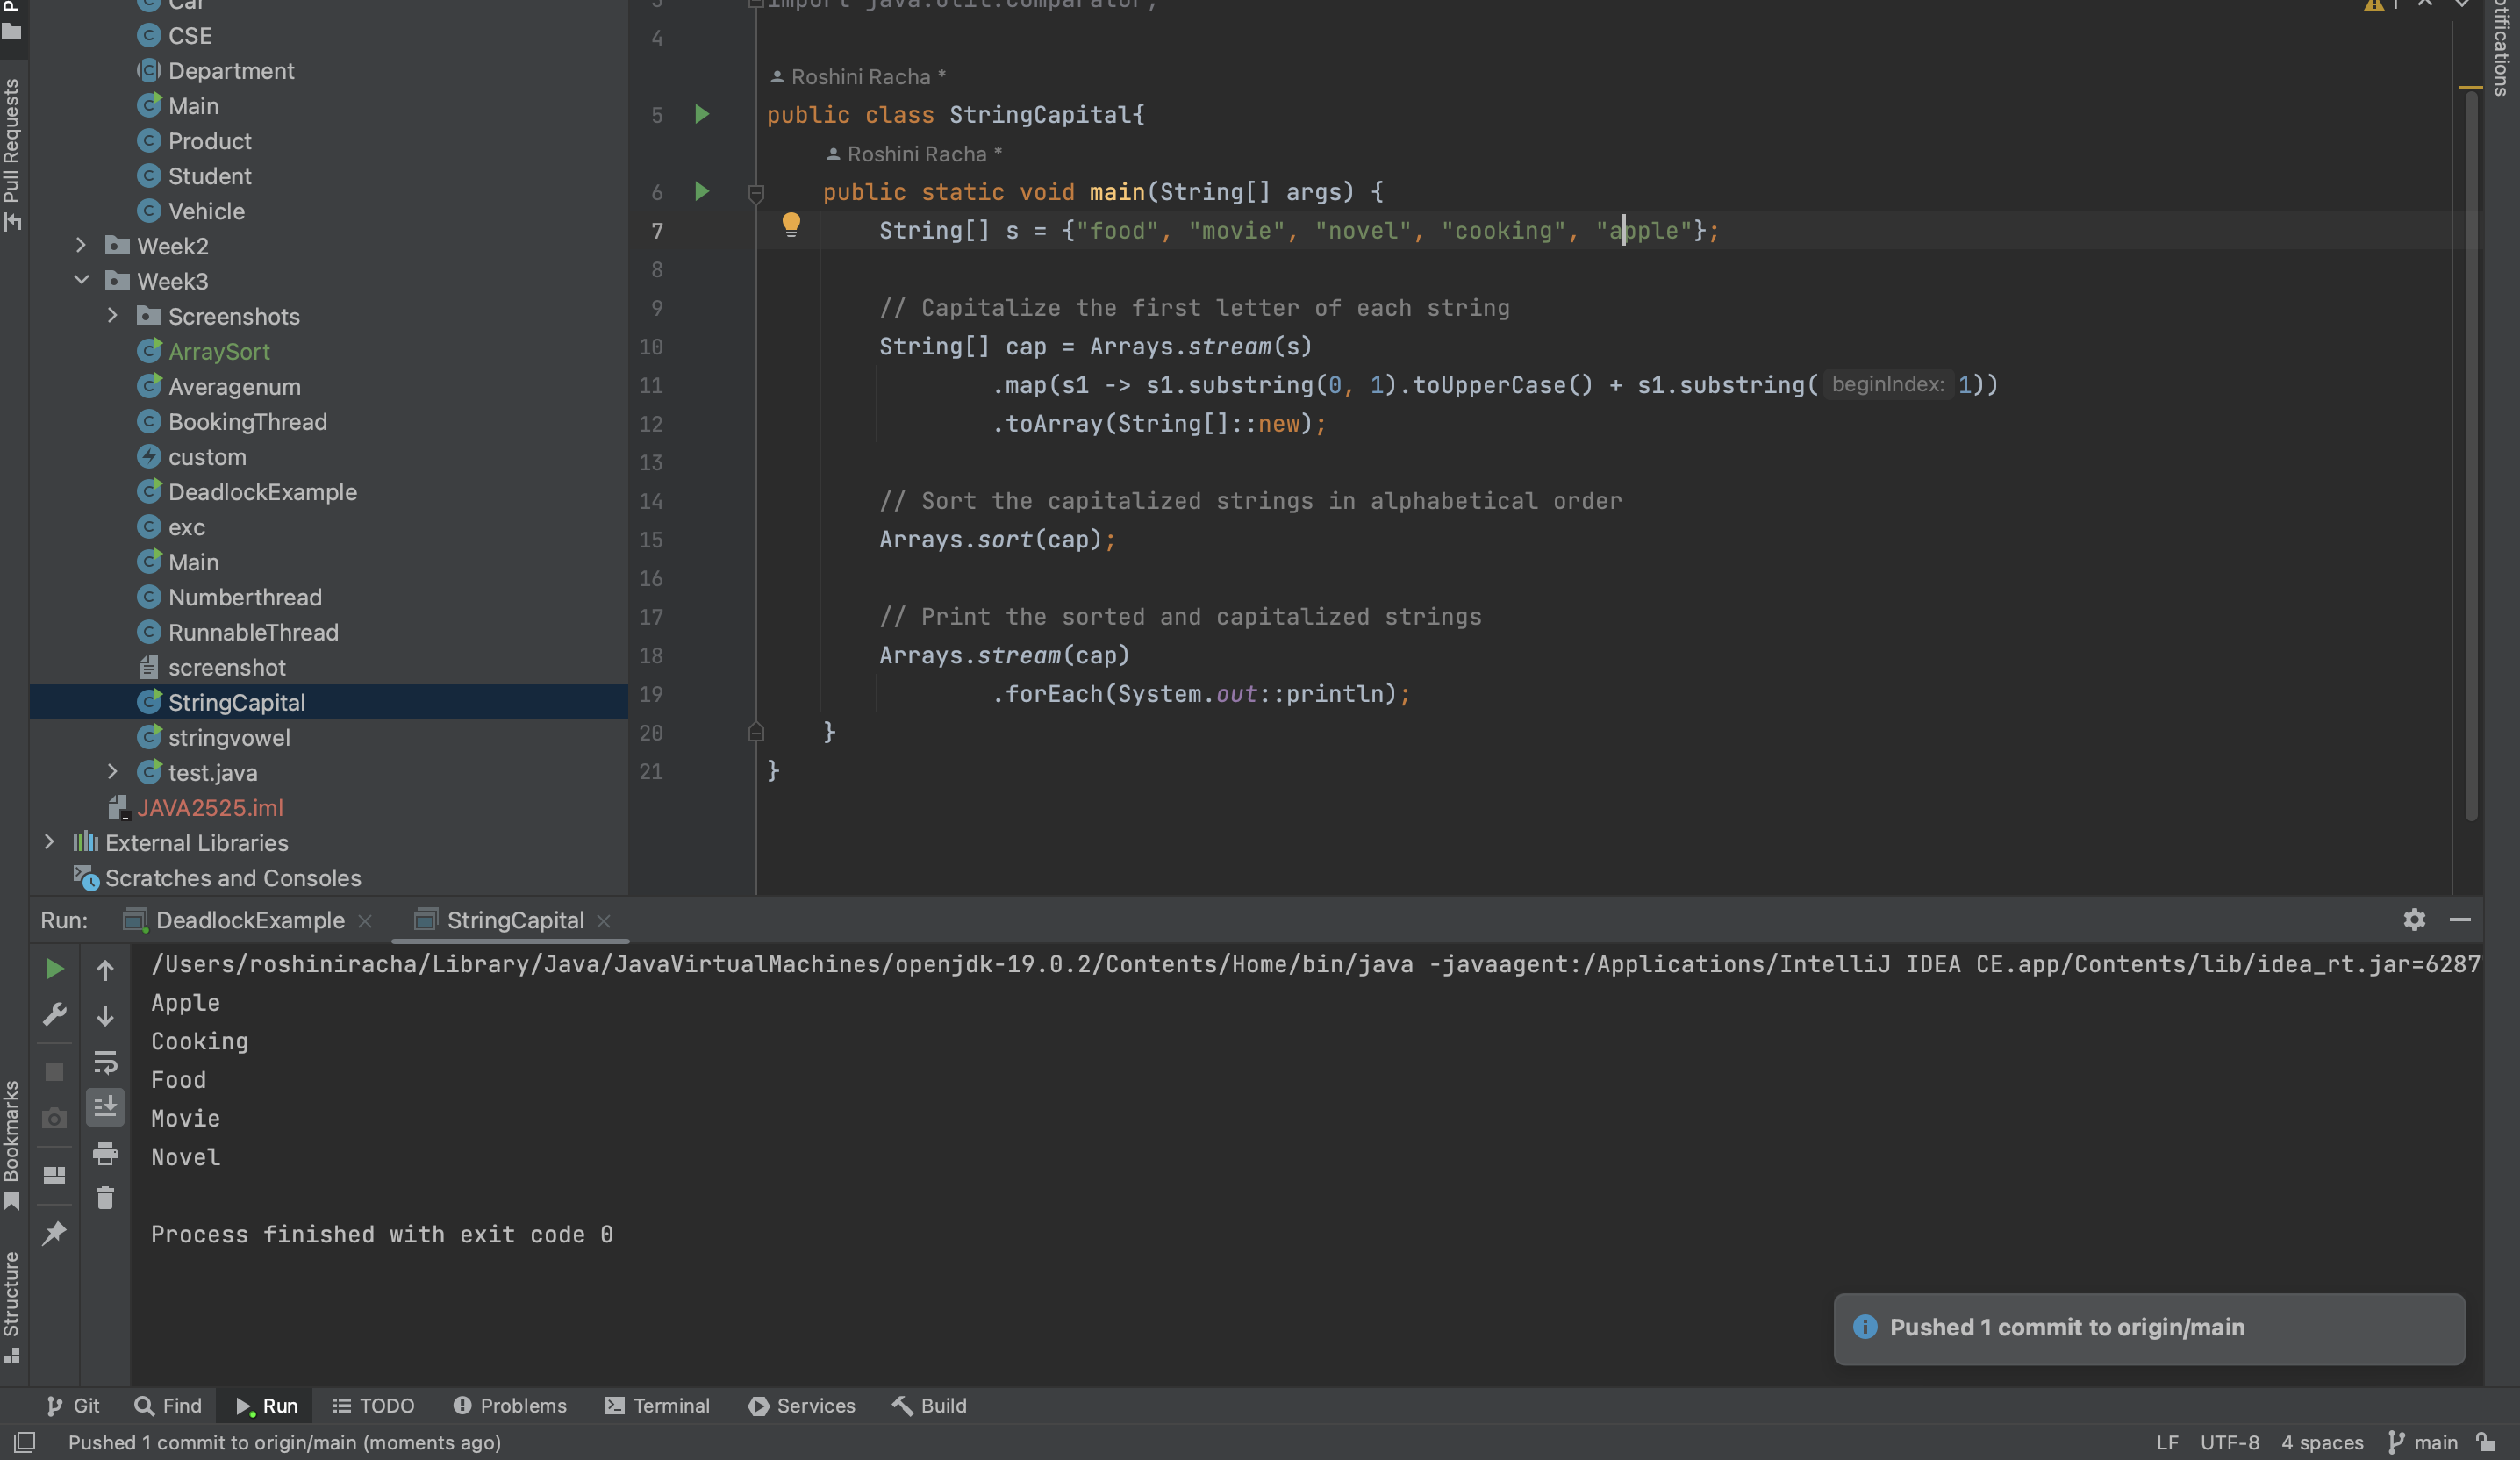 Car
CSE
Department
Main
Product
Student
Vehicle
Week2
Week3
Screenshots
ArraySort
Averagenum
BookingThread
custom
DeadlockExample
exc
Main
Numberthread
RunnableThread
screenshot
StringCapital
stringvowel
test.java
JAVA2525.iml
External Libraries
Scratches and Consoles
Pull Requests
Bookmarks
Structure
3 import java.util.Comparator;
4
Roshini Racha *
5 public class StringCapital{
Roshini Racha *
6 public static void main(String[] args) {
7 String[] s = {"food", "movie", "novel", "cooking", "apple"};
8
9 // Capitalize the first letter of each string
10 String[] cap = Arrays.stream(s)
11 .map(s1 -> s1.substring(0, 1).toUpperCase() + s1.substring( beginIndex: 1))
12 .toArray(String[]::new);
13
14 // Sort the capitalized strings in alphabetical order
15 Arrays.sort(cap);
16
17 // Print the sorted and capitalized strings
18 Arrays.stream(cap)
19 .forEach(System.out::println);
20 }
21 }
Run: DeadlockExample StringCapital
/Users/roshiniracha/Library/Java/JavaVirtualMachines/openjdk-19.0.2/Contents/Home/bin/java -javaagent:/Applications/IntelliJ IDEA CE.app/Contents/lib/idea_rt.jar=6287
Apple
Cooking
Food
Movie
Novel
Process finished with exit code 0
Pushed 1 commit to origin/main
Git Find Run TODO Problems Terminal Services Build
Pushed 1 commit to origin/main (moments ago)
LF UTF-8 4 spaces main